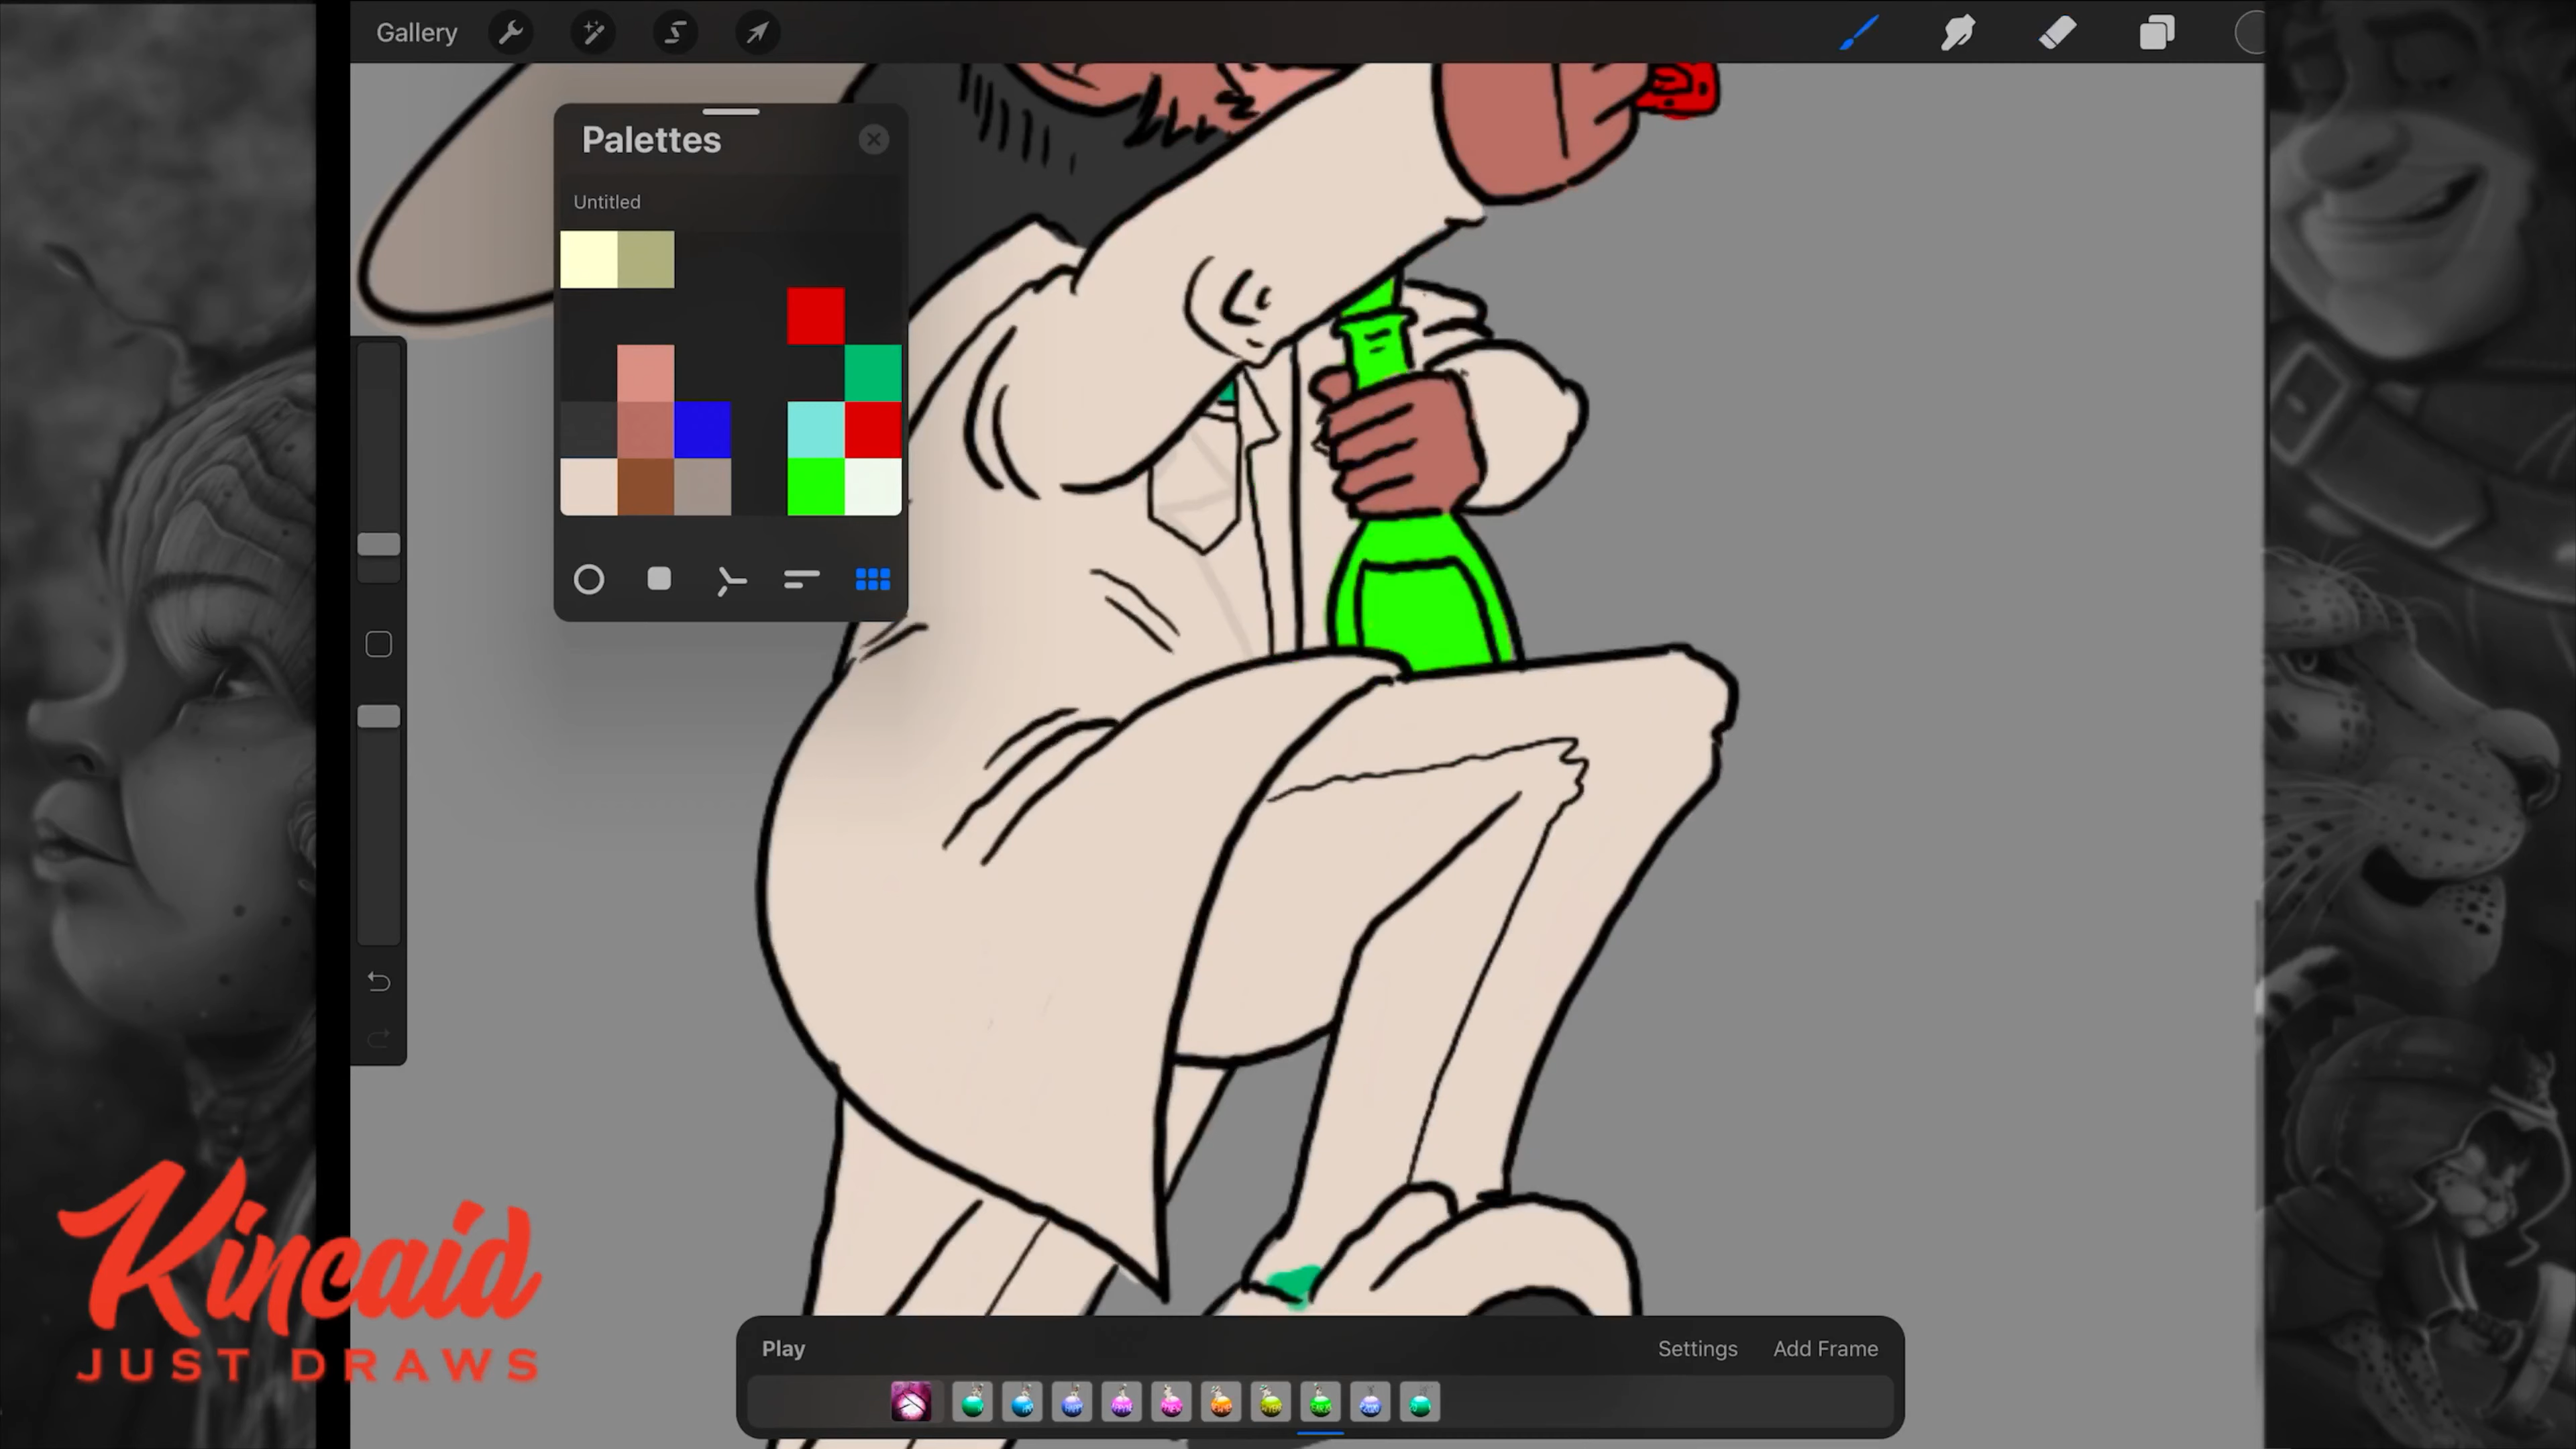 Gallery
Palettes
Untitled
Kincaid
JUST DRAWS
Play
Settings
Add Frame